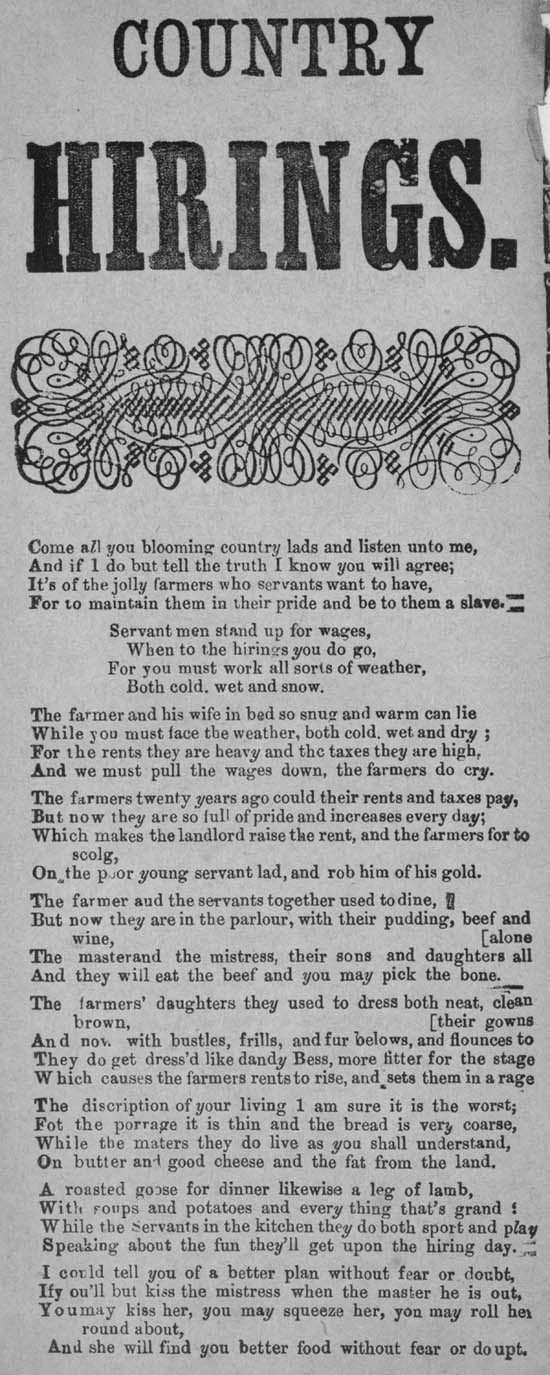 COUNTRY
HIRINGS.
Come all you blooming country lads and listen unto me,
And if I do but tell the truth I know you will agree;
It's of the jolly farmers who servants want to have,
For to maintain them in their pride and be to them a slave.
Servant men stand up for wages,
When to the hirings you do go,
For you must work all sorts of weather,
Both cold. wet and snow.
The farmer and his wife in bed so snug and warm can lie
While you must face the weather, both cold. wet and dry ;
For the rents they are heavy and the taxes they are high,
And we must pull the wages down, the farmers do cry.
The farmers twenty years ago could their rents and taxes pay,
But now they are so full of pride and increases every day;
Which makes the landlord raise the rent, and the farmers for to
scolg,
On the poor young servant lad, and rob him of his gold.
The farmer aud the servants together used to dine,
But now they are in the parlour, with their pudding, beef and
wine, [alone
The masterand the mistress, their sons and daughters all
And they will eat the beef and you may pick the bone.
The farmers' daughters they used to dress both neat, clean
brown, [their gowns
And nov. with bustles, frills, and fur belows, and flounces to
They do get dress'd like dandy Bess, more fitter for the stage
Which causes the farmers rents to rise, and sets them in a rage
The discription of your living 1 am sure it is the worst;
Fot the porrage it is thin and the bread is very coarse,
While the maters they do live as you shall understand,
On butter and good cheese and the fat from the land.
A roasted goose for dinner likewise a leg of lamb,
With soups and potatoes and every thing that's grand :
While the Servants in the kitchen they do both sport and play
Speaking about the fun they'll get upon the hiring day.
I could tell you of a better plan without fear or doubt,
Ify ou'll but kiss the mistress when the master he is out,
Youmay kiss her, you may squeeze her, yon may roll her
round about,
And she will find you better food without fear or doupt.